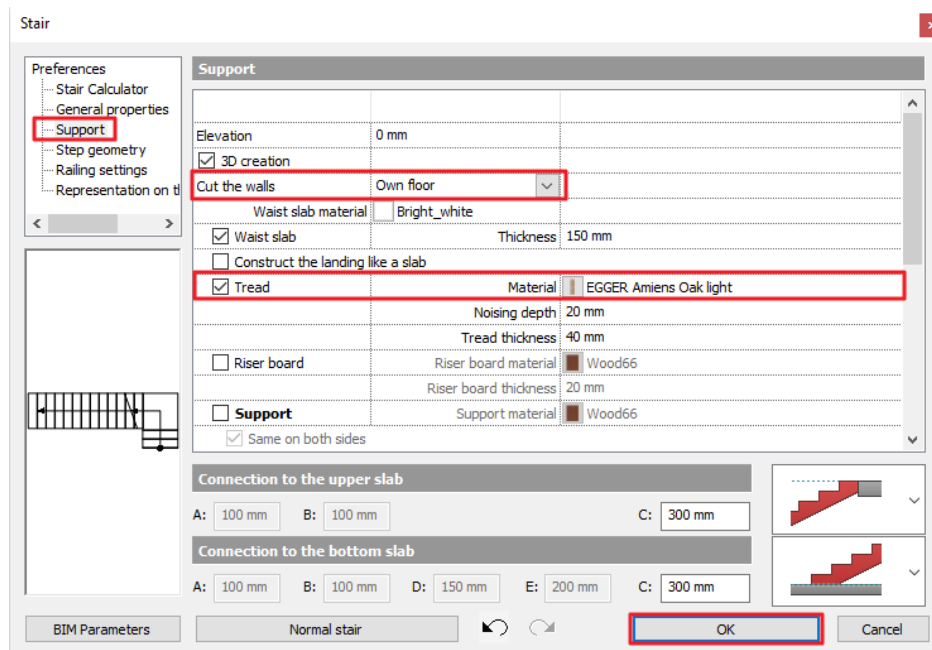 Stair
Preferences
Stair Calculator
General properties
Support
Step geometry
Railing settings
Representation on tl
Support
Elevation 0 mm
3D creation
Cut the walls Own floor
Waist slab material Bright_white
Waist slab Thickness 150 mm
Construct the landing like a slab
Tread Material EGGER Amiens Oak light
Noising depth 20 mm
Tread thickness 40 mm
Riser board Riser board material Wood66
Riser board thickness 20 mm
Support Support material Wood66
Same on both sides
Connection to the upper slab
A: 100 mm B: 100 mm C: 300 mm
Connection to the bottom slab
A: 100 mm B: 100 mm D: 150 mm E: 200 mm C: 300 mm
BIM Parameters Normal stair OK Cancel